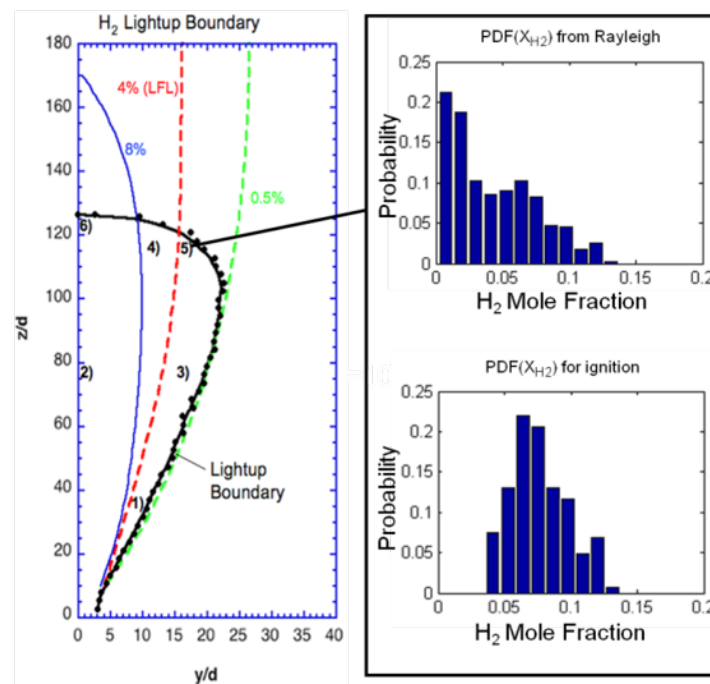 H2 Lightup Boundary
180
160
140
120
100
80
60
40
20
0
z/d
4% (LFL)
8%
0.5%
6)
4)
5)
2)
3)
1)
Lightup
Boundary
0 5 10 15 20 25 30 35 40
y/d
PDF(XH2) from Rayleigh
0.25
0.2
0.15
0.1
0.05
0
Probability
0 0.05 0.1 0.15 0.2
H2 Mole Fraction
PDF(XH2) for ignition
0.25
0.2
0.15
0.1
0.05
0
Probability
0 0.05 0.1 0.15 0.2
H2 Mole Fraction